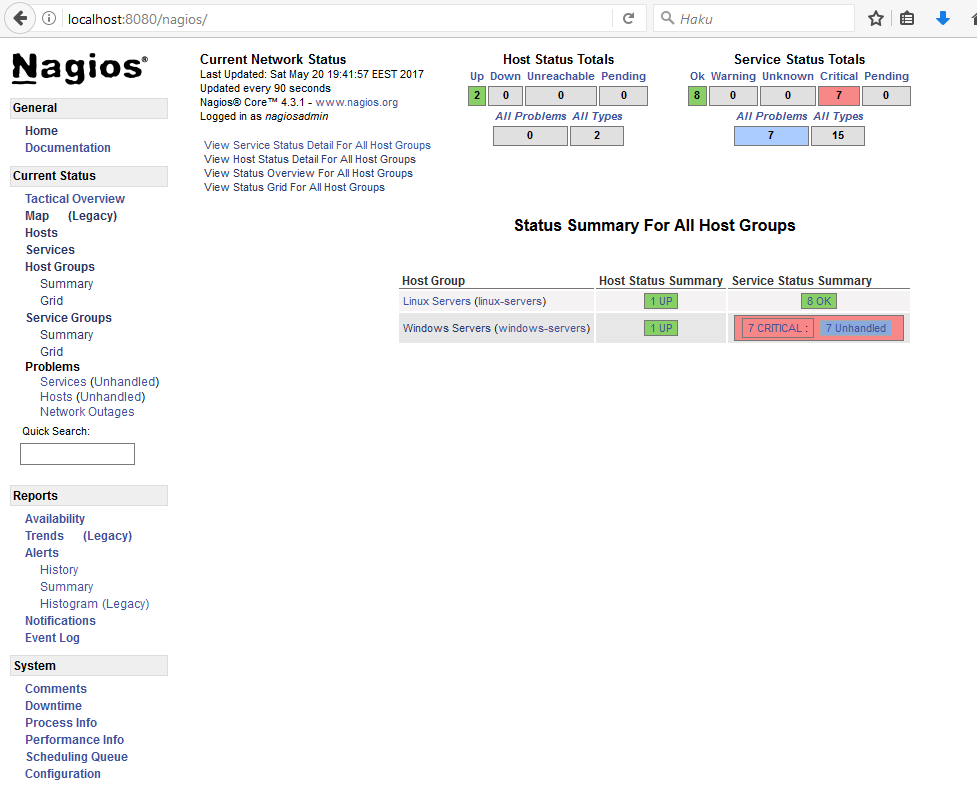 localhost:8080/nagios/
Haku
Nagios®
General
Home
Documentation
Current Status
Tactical Overview
Map (Legacy)
Hosts
Services
Host Groups
Summary
Grid
Service Groups
Summary
Grid
Problems
Services (Unhandled)
Hosts (Unhandled)
Network Outages
Quick Search:
Reports
Availability
Trends (Legacy)
Alerts
History
Summary
Histogram (Legacy)
Notifications
Event Log
System
Comments
Downtime
Process Info
Performance Info
Scheduling Queue
Configuration
Current Network Status
Last Updated: Sat May 20 19:41:57 EEST 2017
Updated every 90 seconds
Nagios® Core™ 4.3.1 - www.nagios.org
Logged in as nagiosadmin
View Service Status Detail For All Host Groups
View Host Status Detail For All Host Groups
View Status Overview For All Host Groups
View Status Grid For All Host Groups
Host Status Totals
Up Down Unreachable Pending
2 0 0 0
All Problems All Types
0 2
Service Status Totals
Ok Warning Unknown Critical Pending
8 0 0 7 0
All Problems All Types
7 15
Status Summary For All Host Groups
Host Group Host Status Summary Service Status Summary
Linux Servers (linux-servers) 1 UP 8 OK
Windows Servers (windows-servers) 1 UP 7 CRITICAL : 7 Unhandled